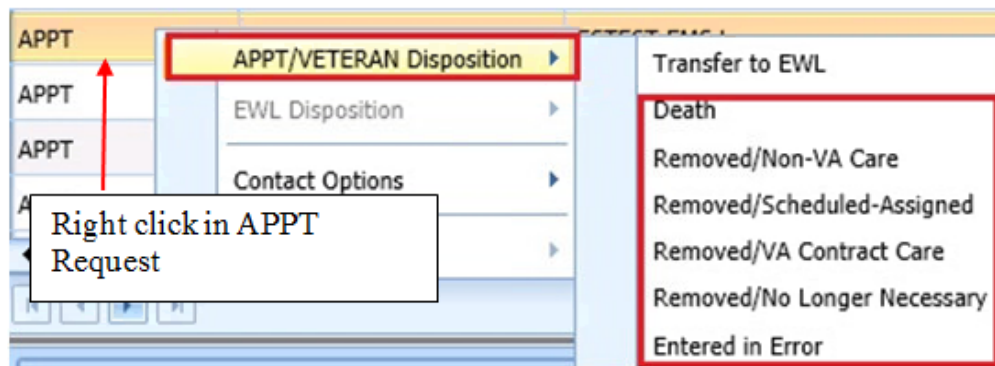 APPT
APPT
APPT
APPT/VETERAN Disposition
EWL Disposition
Contact Options
Transfer to EWL
Death
Removed/Non-VA Care
Removed/Scheduled-Assigned
Removed/VA Contract Care
Removed/No Longer Necessary
Entered in Error
Right click in APPT
Request